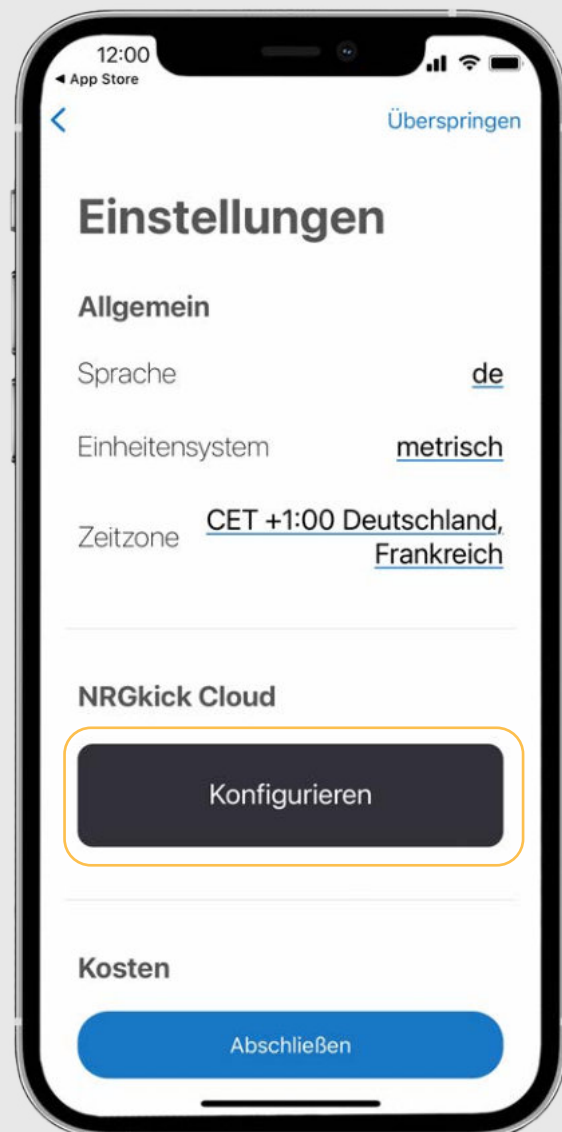 12:00
◀ App Store
Überspringen
Einstellungen
Allgemein
Sprache de
Einheitensystem metrisch
Zeitzone CET +1:00 Deutschland,
Frankreich
NRGkick Cloud
Konfigurieren
Kosten
Abschließen